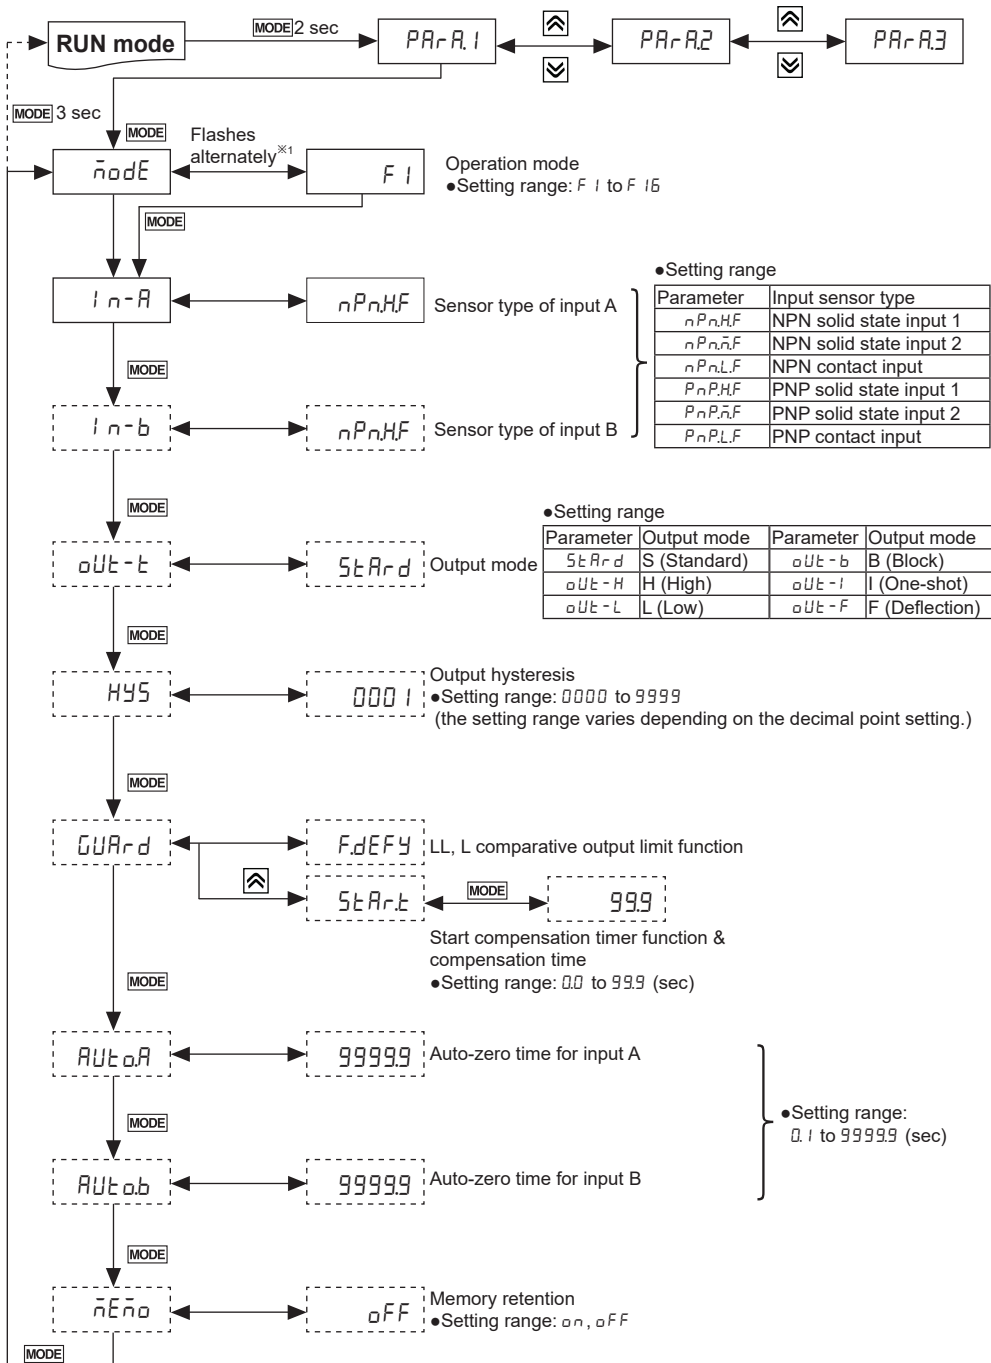 RUN mode
MODE 2 sec
PArA.1
PArA.2
PArA.3
MODE 3 sec
MODE
Flashes
alternately※1
modE
F 1
Operation mode
●Setting range: F 1 to F 16
MODE
In-A
nPn.H.F
Sensor type of input A
MODE
In-b
nPn.H.F
Sensor type of input B
●Setting range
Parameter Input sensor type
nPn.H.F NPN solid state input 1
nPn.m.F NPN solid state input 2
nPn.L.F NPN contact input
PnP.H.F PNP solid state input 1
PnP.m.F PNP solid state input 2
PnP.L.F PNP contact input
MODE
oUt-t
StArd
Output mode
●Setting range
Parameter Output mode Parameter Output mode
StArd S (Standard) oUt-b B (Block)
oUt-H H (High) oUt-I I (One-shot)
oUt-L L (Low) oUt-F F (Deflection)
MODE
HYS
0001
Output hysteresis
●Setting range: 0000 to 9999
(the setting range varies depending on the decimal point setting.)
MODE
GUArd
F.dEFY
LL, L comparative output limit function
StAr.t
MODE
99.9
Start compensation timer function &
compensation time
●Setting range: 0.0 to 99.9 (sec)
MODE
AUto.A
9999.9
Auto-zero time for input A
MODE
AUto.b
9999.9
Auto-zero time for input B
●Setting range:
0.1 to 9999.9 (sec)
MODE
mEmo
oFF
Memory retention
●Setting range: on, oFF
MODE